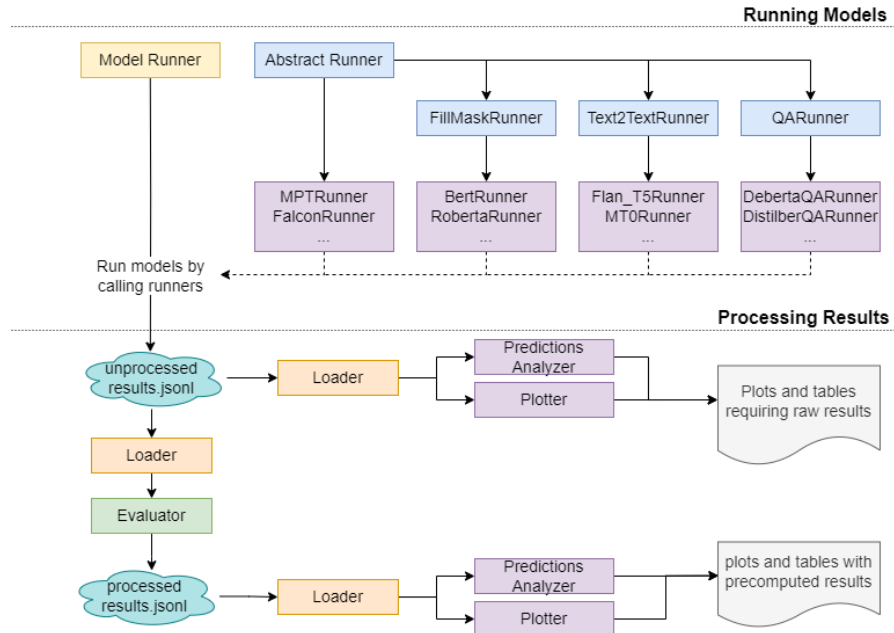 Running Models
Model Runner
Abstract Runner
FillMaskRunner
Text2TextRunner
QARunner
MPTRunner
FalconRunner
...
BertRunner
RobertaRunner
...
Flan_T5Runner
MT0Runner
...
DebertaQARunner
DistilberQARunner
...
Run models by
calling runners
Processing Results
unprocessed
results.jsonl
Loader
Predictions
Analyzer
Plotter
Plots and tables
requiring raw results
Loader
Evaluator
processed
results.jsonl
Loader
Predictions
Analyzer
Plotter
plots and tables with
precomputed results